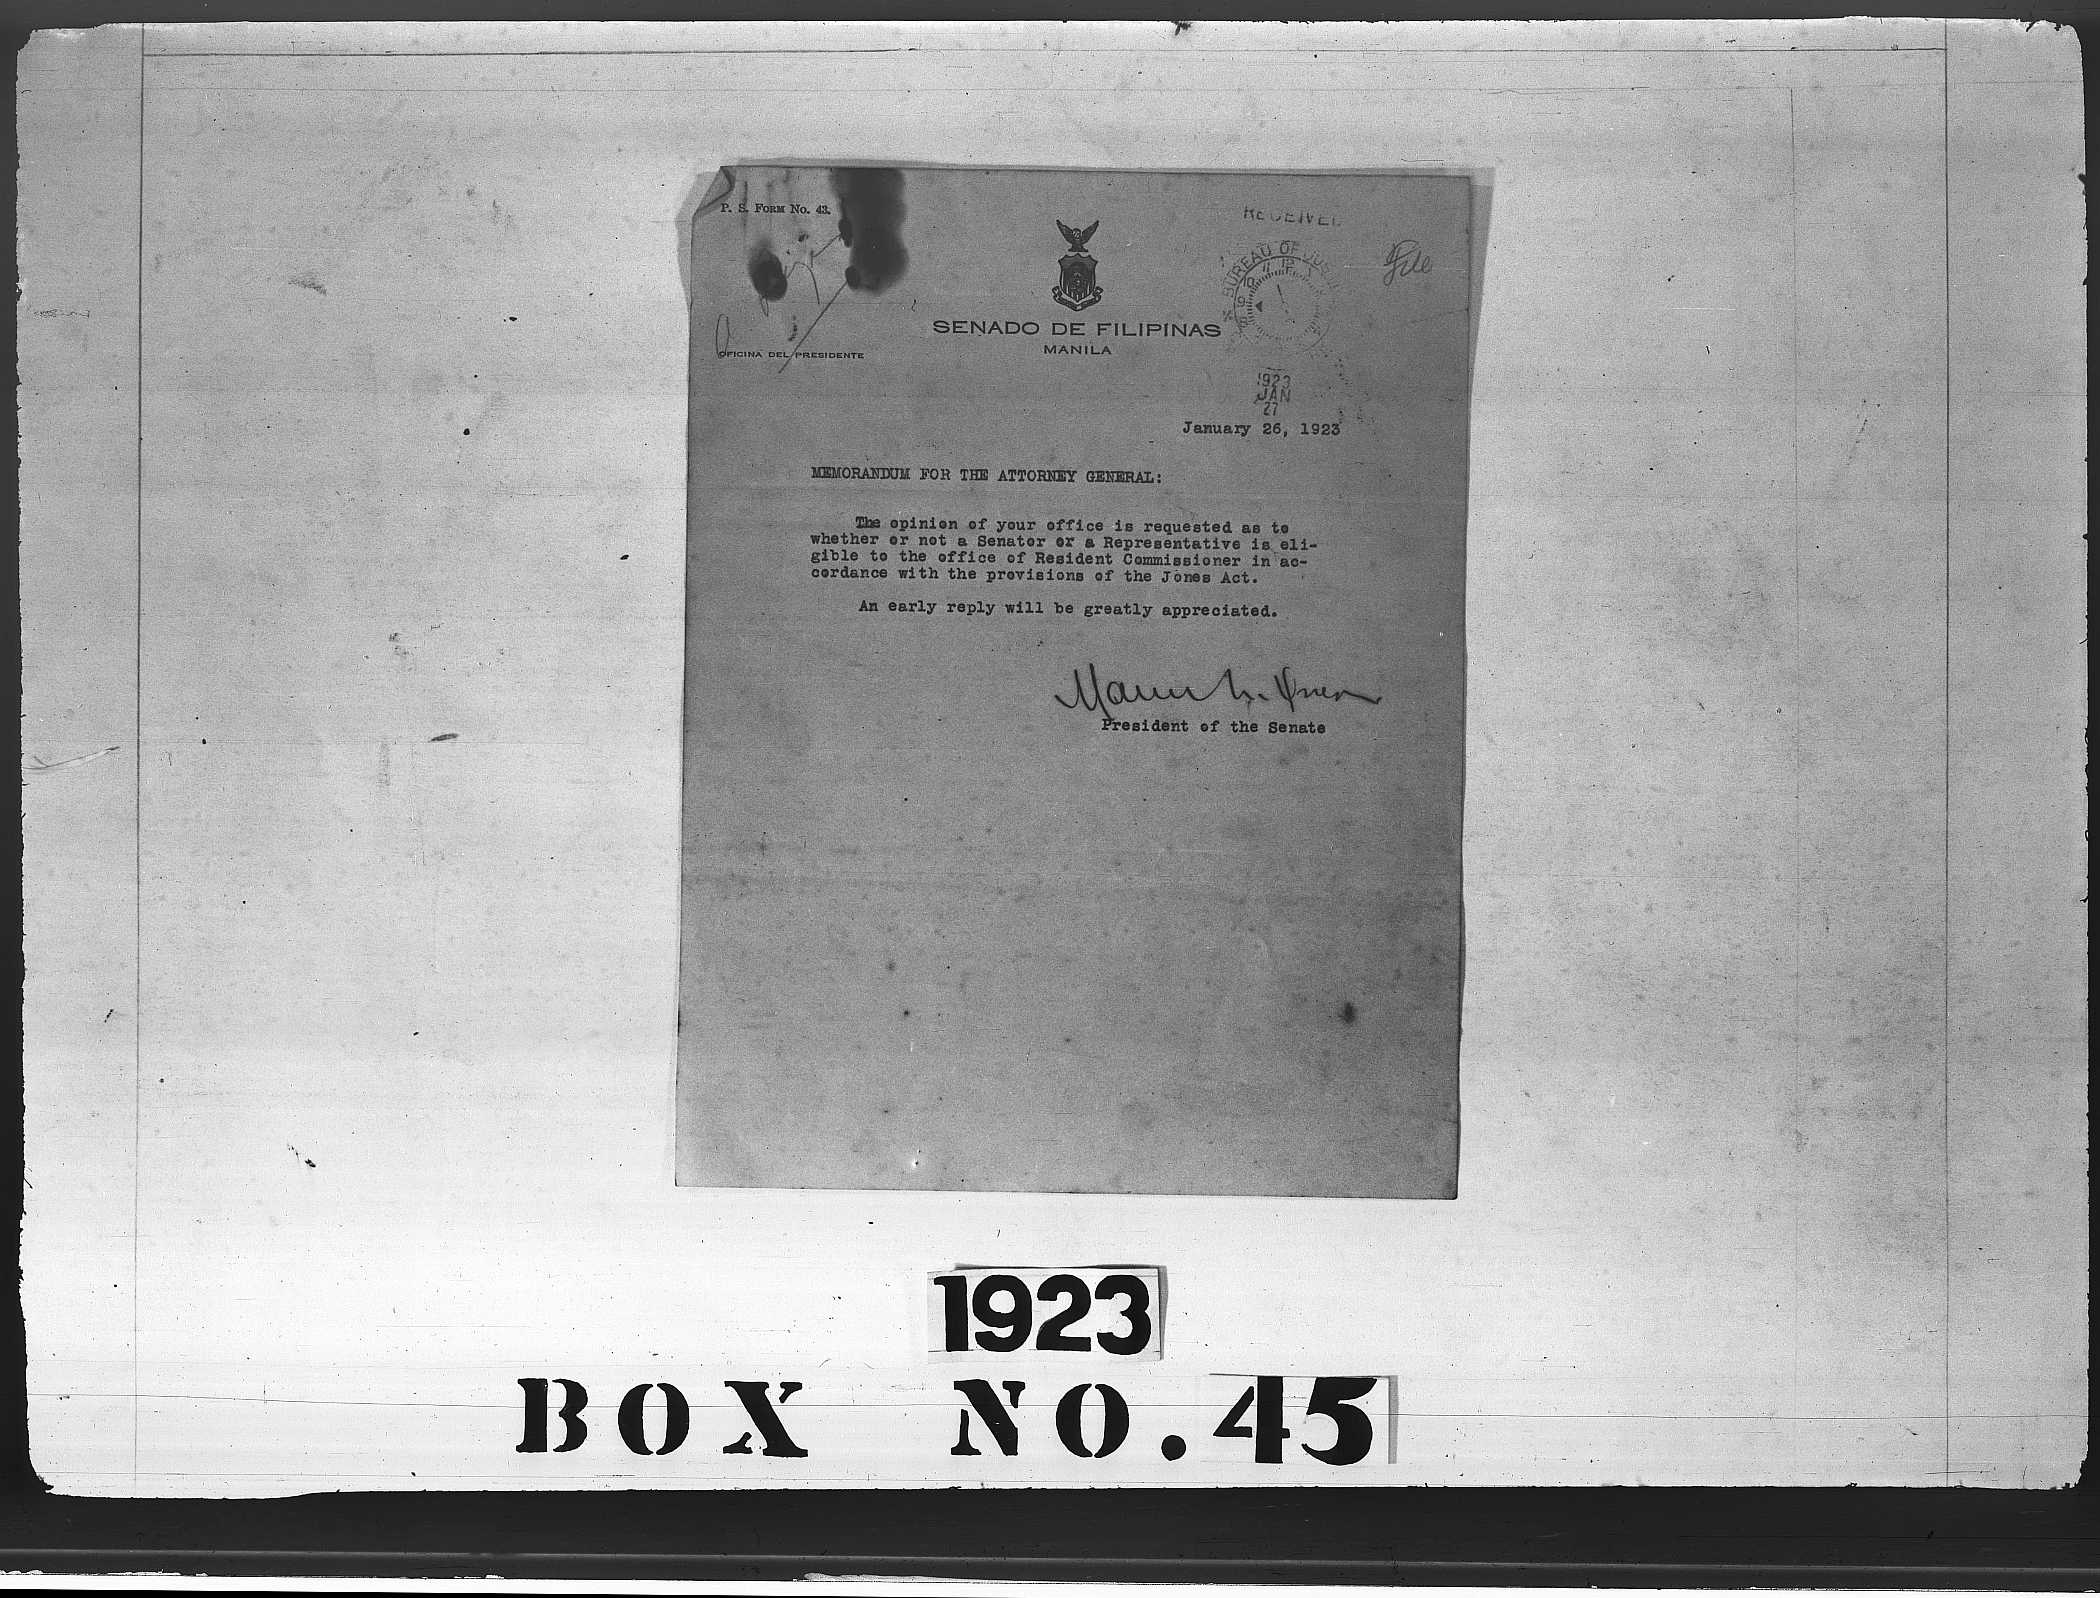 P. S. FORM No. 43.
RECEIVED
BUREAU OF JUST
File
SENADO DE FILIPINAS
MANILA
OFICINA DEL PRESIDENTE
1923
JAN
27
January 26, 1923
MEMORANDUM FOR THE ATTORNEY GENERAL:
The opinion of your office is requested as to
whether or not a Senator or a Representative is eli-
gible to the office of Resident Commissioner in ac-
cordance with the provisions of the Jones Act.
An early reply will be greatly appreciated.
Manuel L. Quezon
President of the Senate
1923
BOX NO. 45